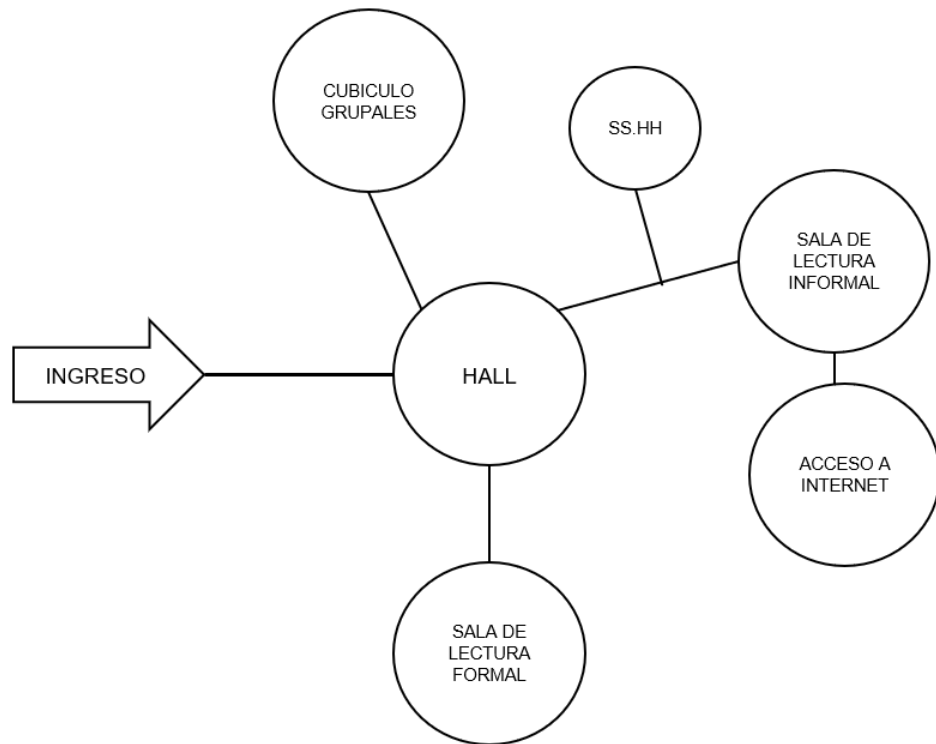 CUBICULO
GRUPALES
SS.HH
SALA DE
LECTURA
INFORMAL
INGRESO
HALL
ACCESO A
INTERNET
SALA DE
LECTURA
FORMAL